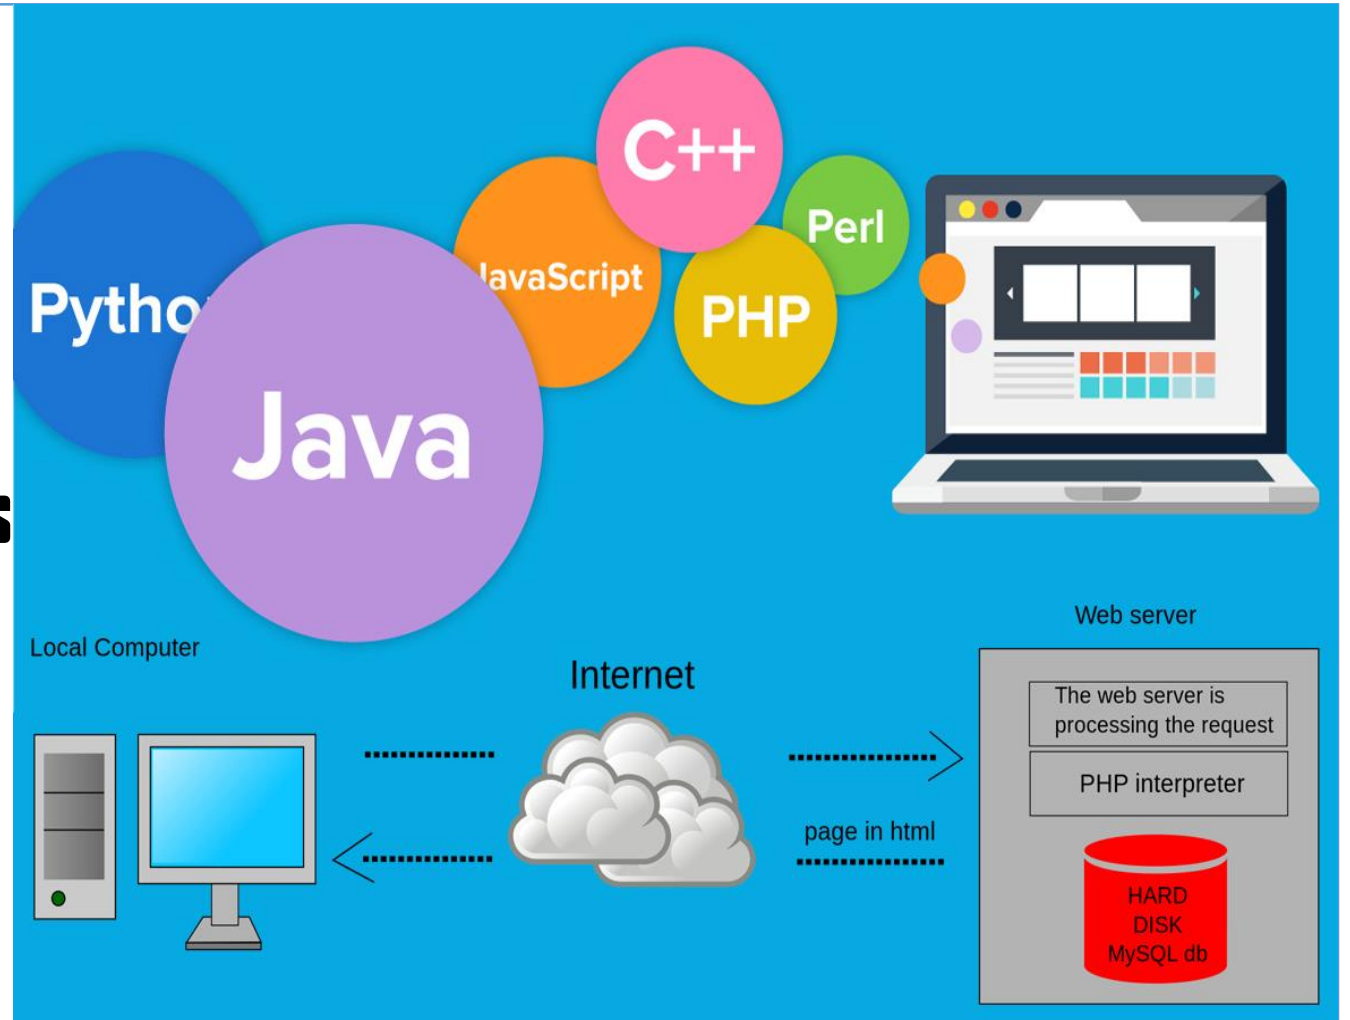 C++
Perl
Python
JavaScript
PHP
Java
s
Web server
Local Computer
Internet
The web server is
processing the request
PHP interpreter
page in html
HARD
DISK
MySQL db